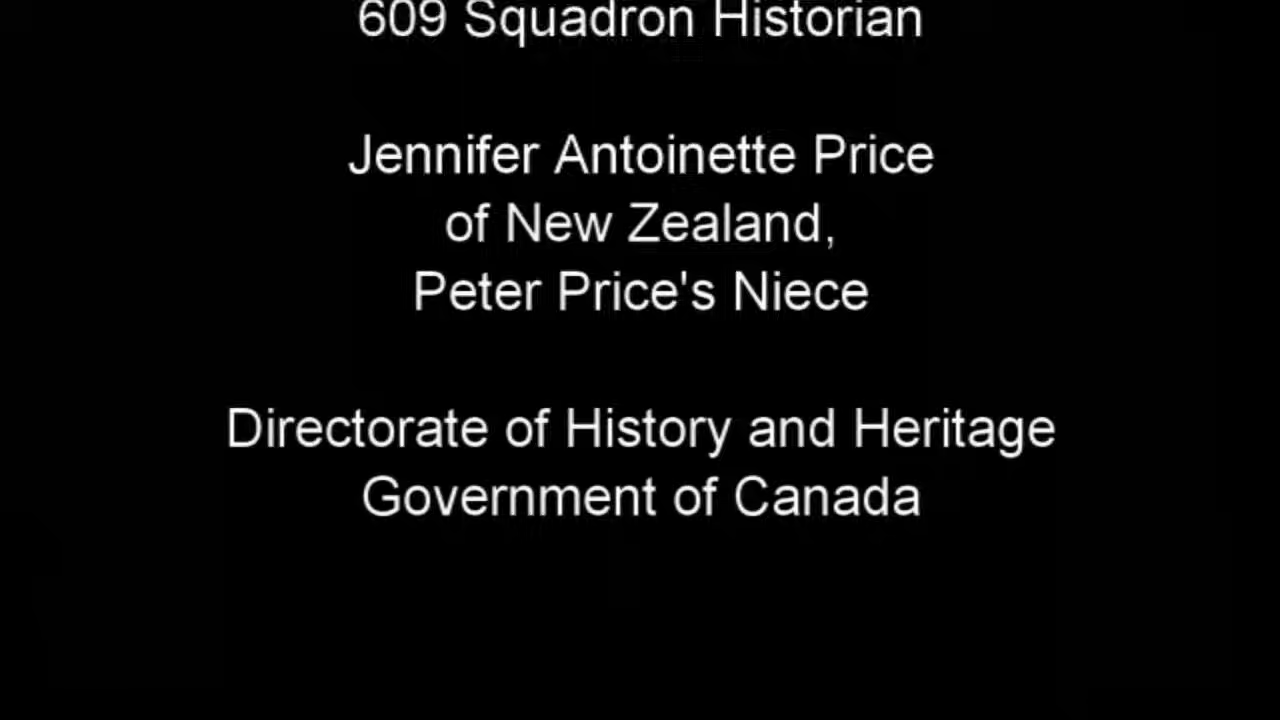 609 Squadron Historian
Jennifer Antoinette Price
of New Zealand,
Peter Price's Niece
Directorate of History and Heritage
Government of Canada